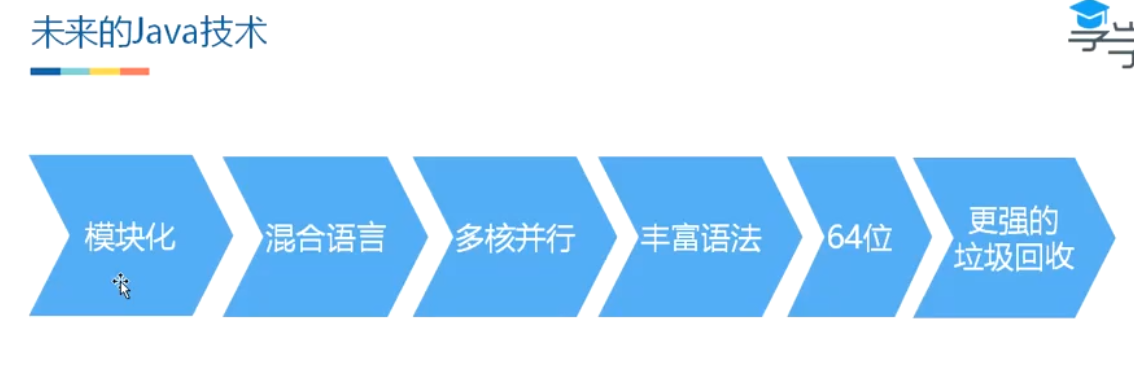 未来的Java技术
模块化
混合语言
多核并行
丰富语法
64位
更强的
垃圾回收